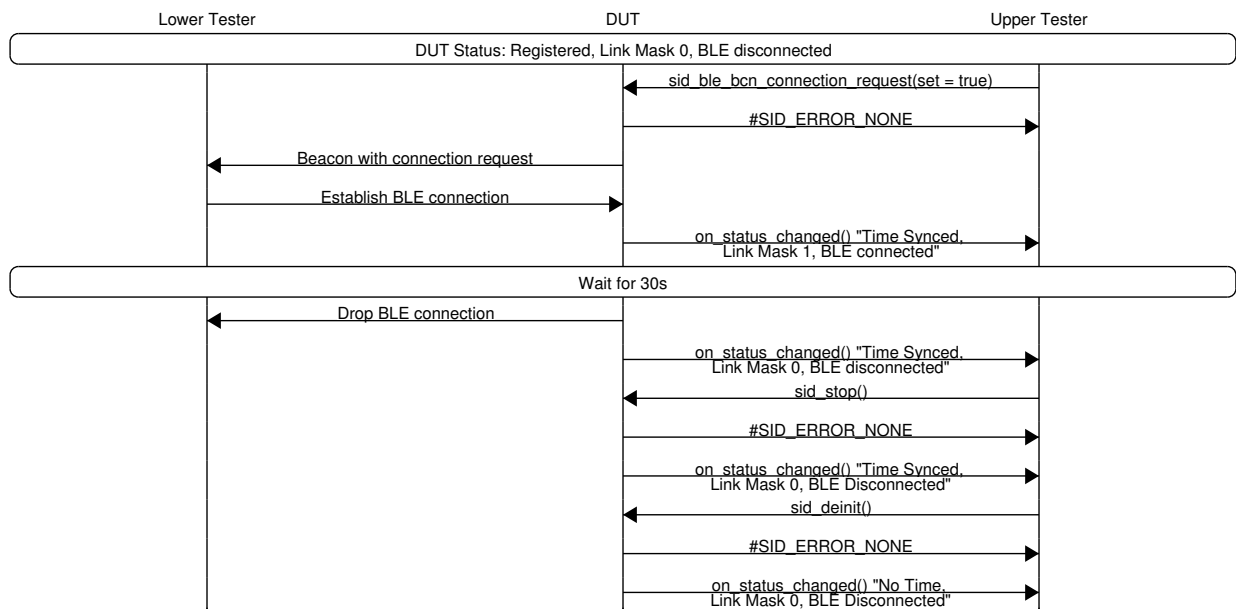 Lower Tester DUT Upper Tester
DUT Status: Registered, Link Mask 0, BLE disconnected
sid_ble_bcn_connection_request(set = true)
#SID_ERROR_NONE
Beacon with connection request
Establish BLE connection
on_status_changed() "Time Synced,
Link Mask 1, BLE connected"
Wait for 30s
Drop BLE connection
on_status_changed() "Time Synced,
Link Mask 0, BLE disconnected"
sid_stop()
#SID_ERROR_NONE
on_status_changed() "Time Synced,
Link Mask 0, BLE Disconnected"
sid_deinit()
#SID_ERROR_NONE
on_status_changed() "No Time,
Link Mask 0, BLE Disconnected"